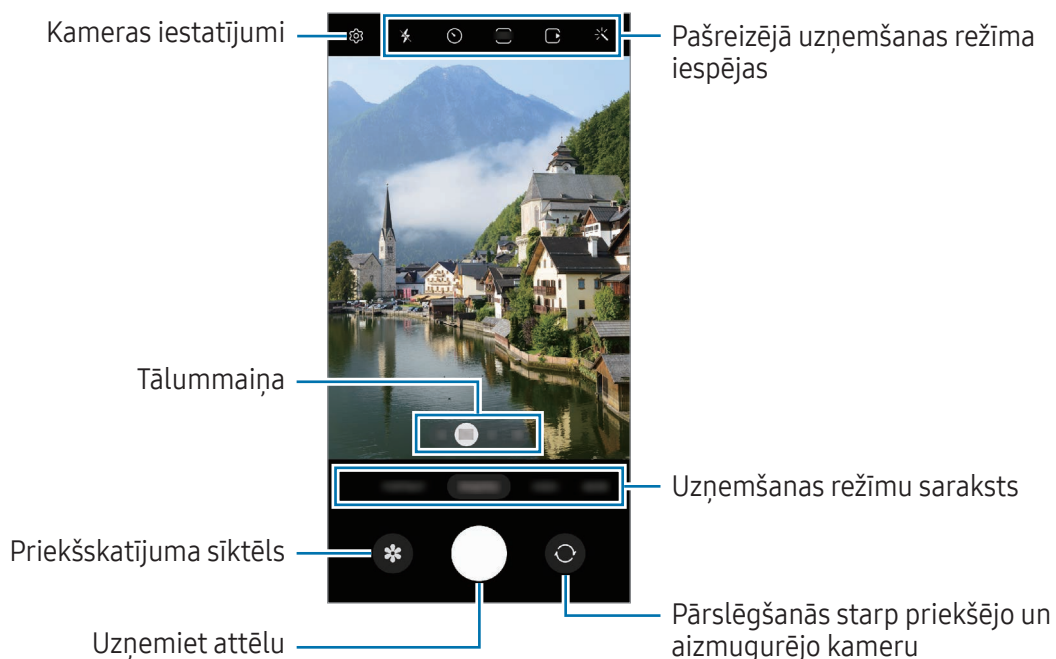 Kameras iestatījumi
Pašreizējā uzņemšanas režīma
iespējas
Tālummaiņa
Uzņemšanas režīmu saraksts
Priekšskatījuma sīktēls
Pārslēgšanās starp priekšējo un
aizmugurējo kameru
Uzņemiet attēlu